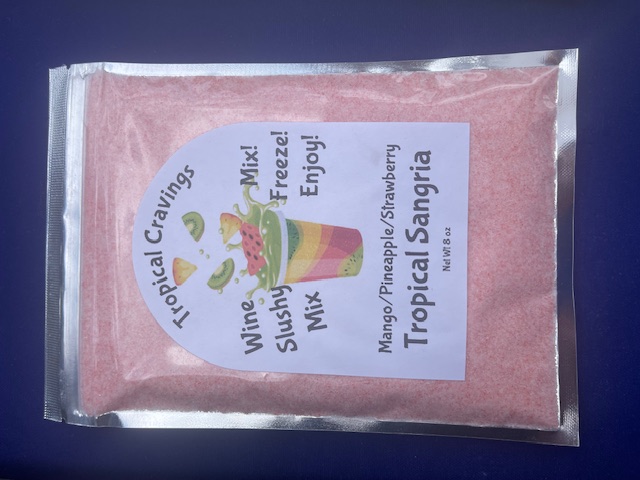 Tropical Cravings
Wine
Slushy
Mix
Mix!
Freeze!
Enjoy!
Mango/Pineapple/Strawberry
Tropical Sangria
Net Wt 8 oz